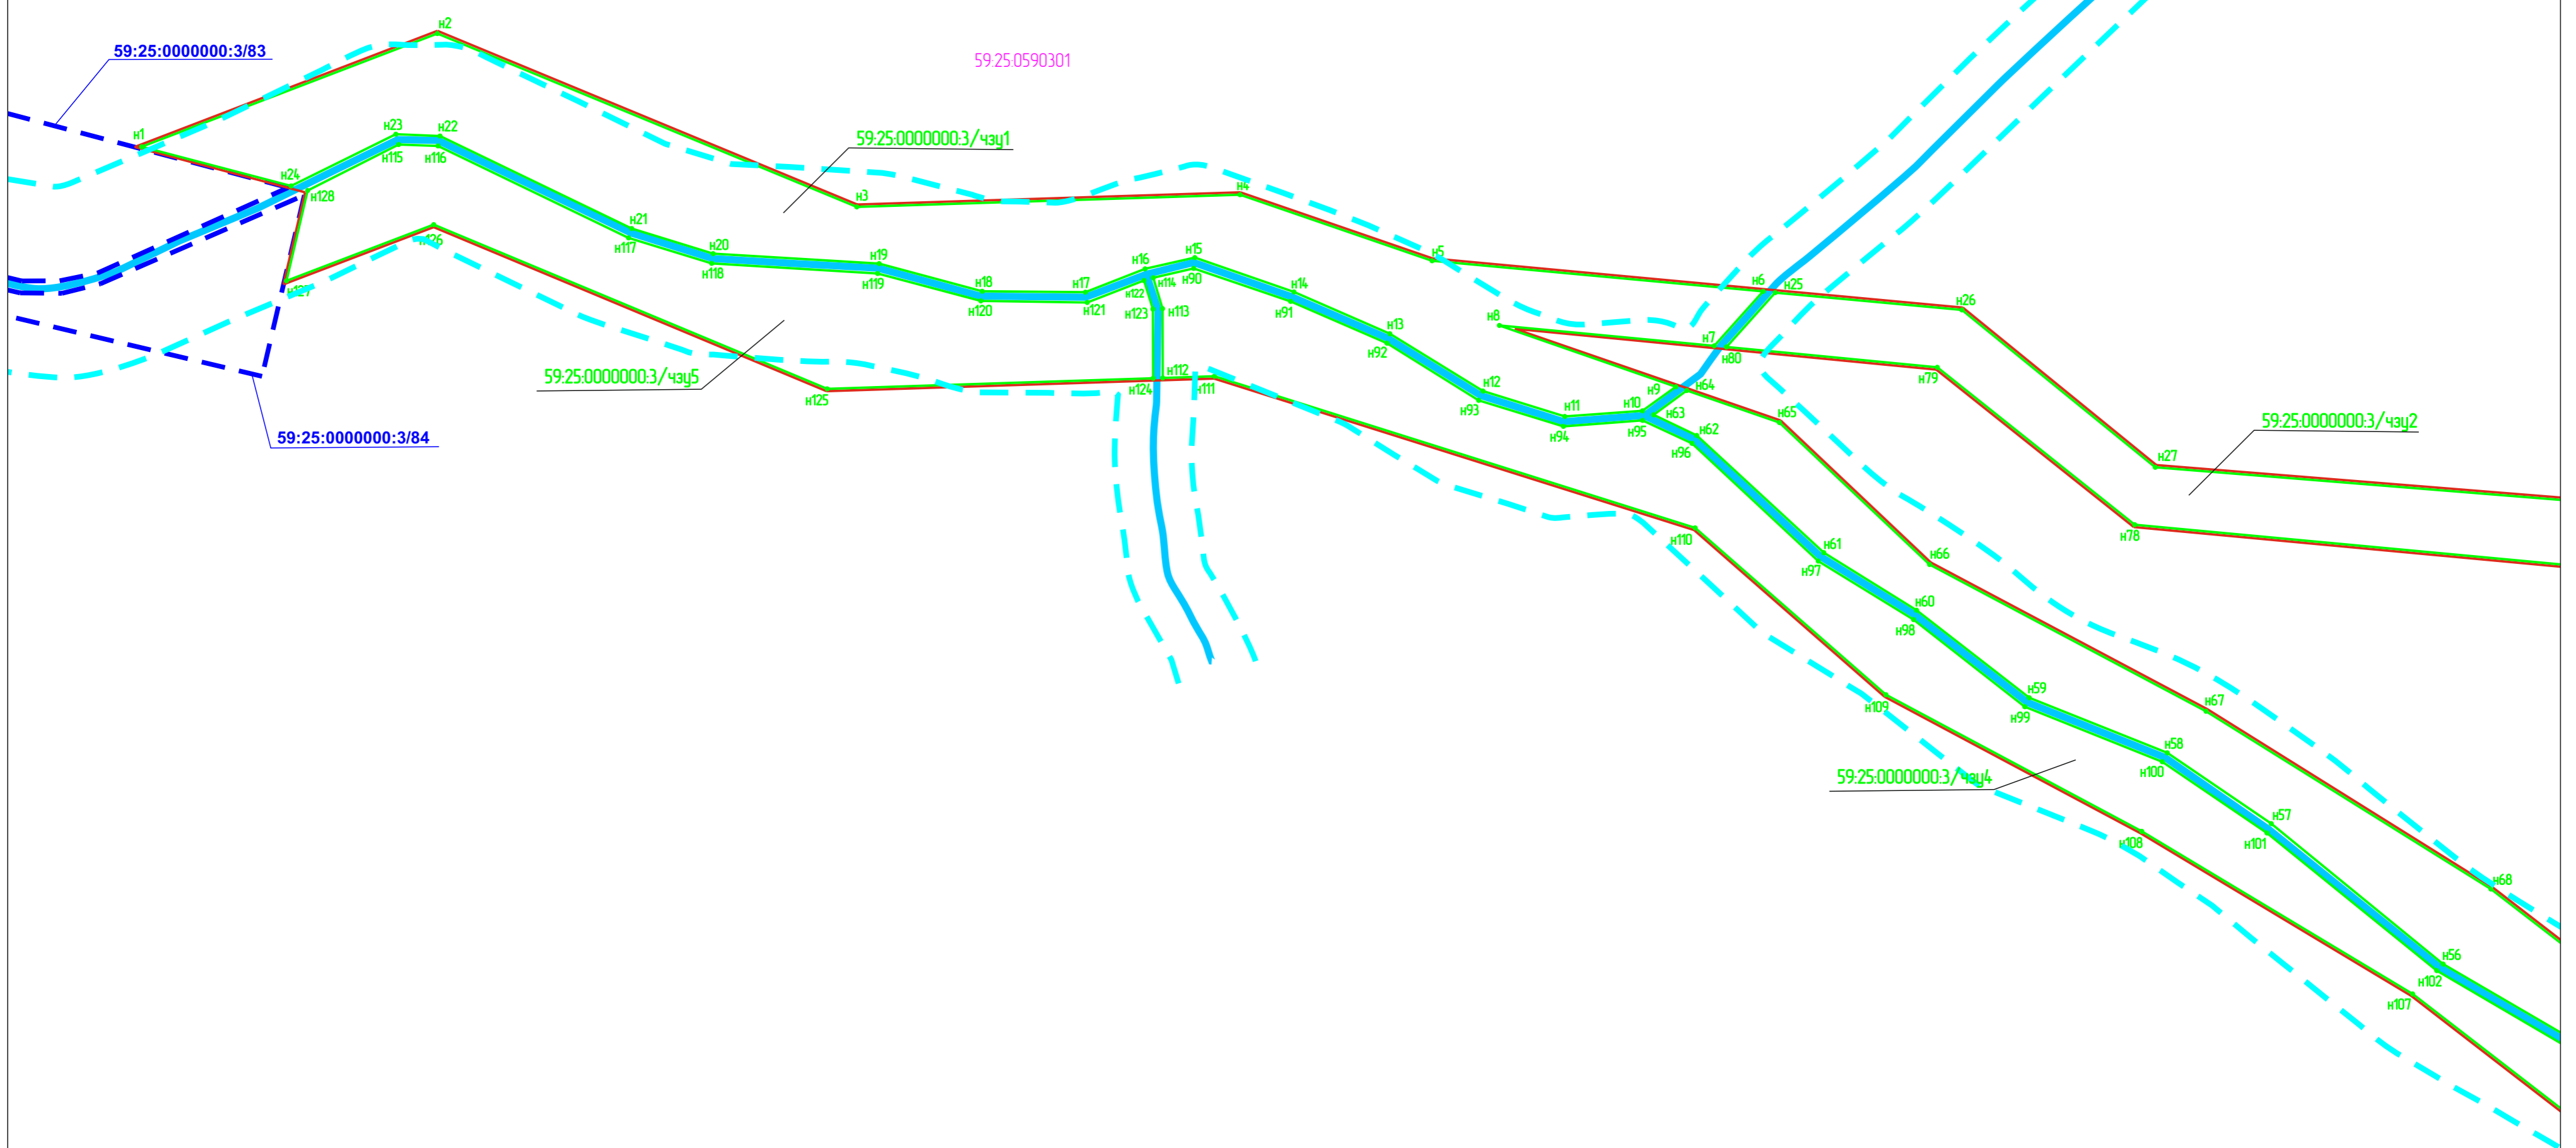 н2
59:25:0000000:3/83
59:25:0590301
н1
н23
н22
59:25:0000000:3/чзу1
н115
н116
н24
н128
н3
н4
н21
н117
н126
н20
н118
н19
н119
н5
н16
н15
н114
н90
н122
н6
н25
н127
н18
н17
н14
н26
н120
н121
н123
н113
н91
н8
н13
н92
н7
н80
59:25:0000000:3/чзу5
н124
н112
н111
н12
н93
н9
н64
н79
н125
н11
н10
н63
н65
59:25:0000000:3/чзу2
59:25:0000000:3/84
н94
н95
н62
н96
н27
н110
н78
н61
н97
н66
н60
н98
н59
н99
н67
н109
н58
н100
59:25:0000000:3/чзу4
н57
н101
н108
н68
н56
н102
н107